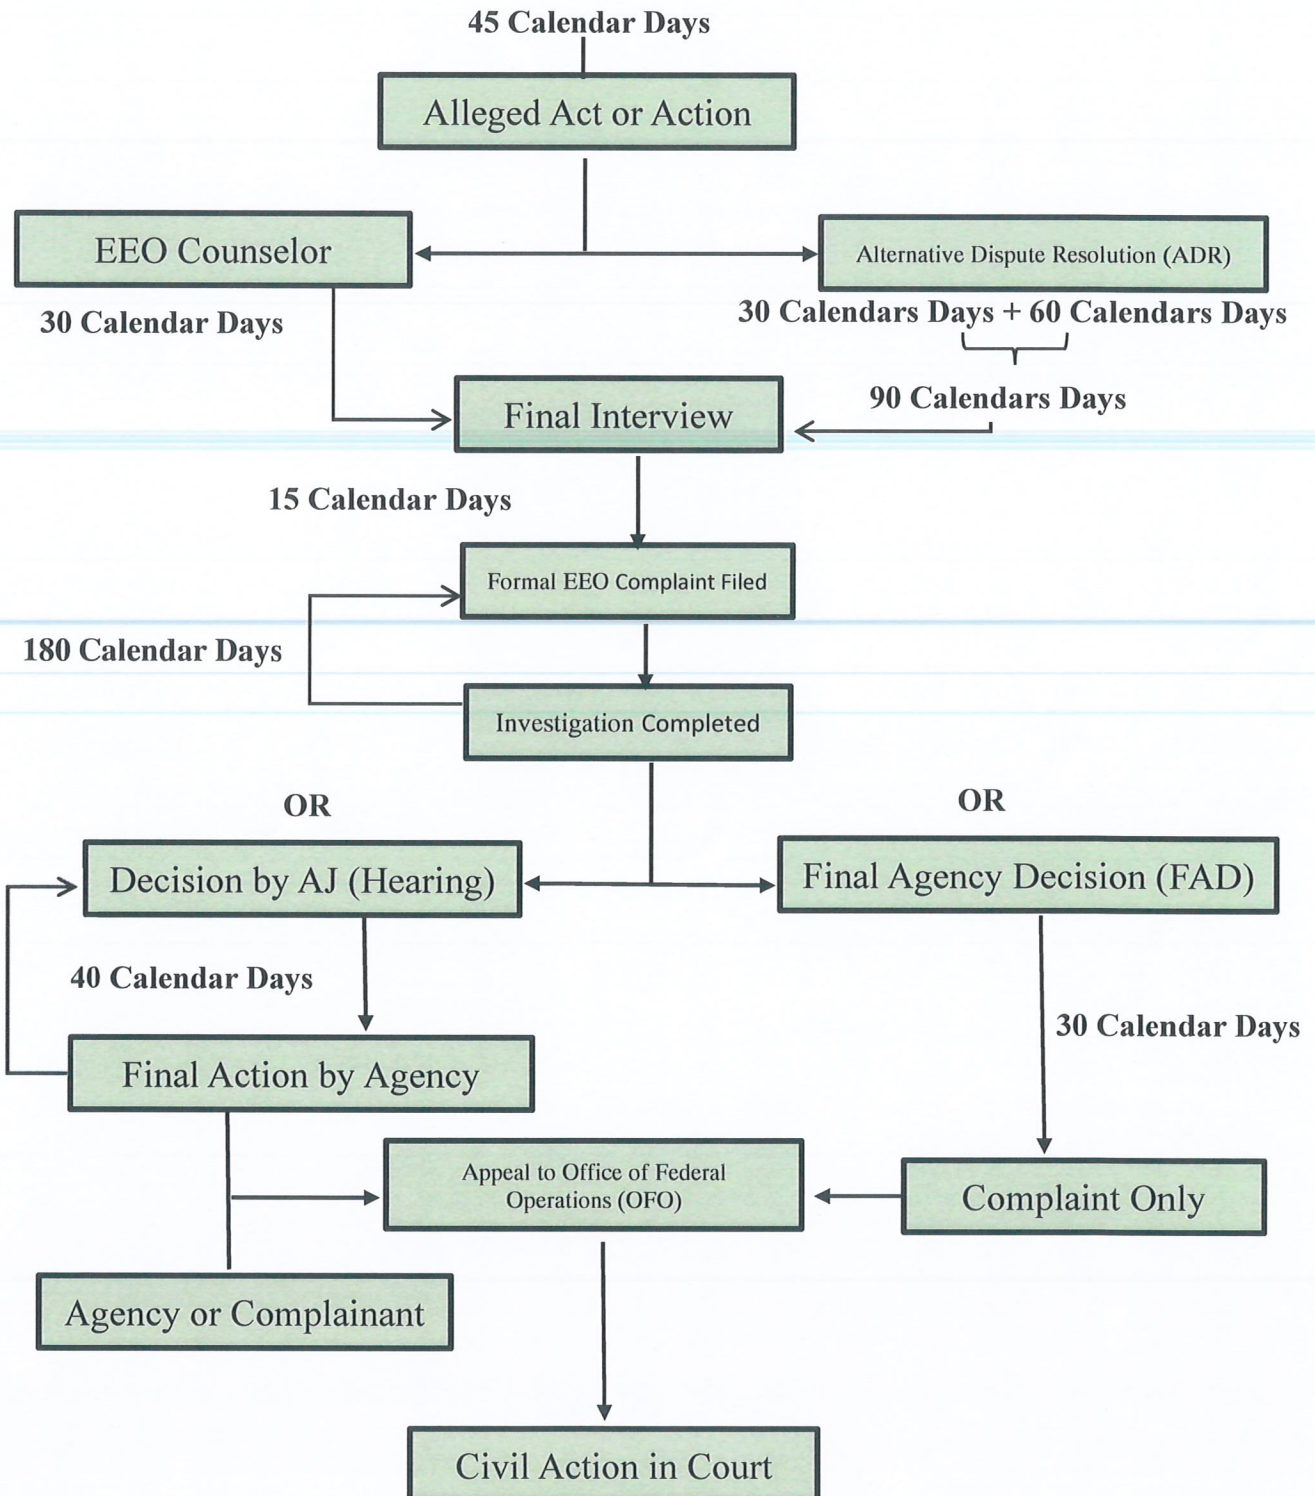 45 Calendar Days
Alleged Act or Action
EEO Counselor
Alternative Dispute Resolution (ADR)
30 Calendar Days
30 Calendars Days + 60 Calendars Days
90 Calendars Days
Final Interview
15 Calendar Days
Formal EEO Complaint Filed
180 Calendar Days
Investigation Completed
OR
OR
Decision by AJ (Hearing)
Final Agency Decision (FAD)
40 Calendar Days
30 Calendar Days
Final Action by Agency
Appeal to Office of Federal
Operations (OFO)
Complaint Only
Agency or Complainant
Civil Action in Court